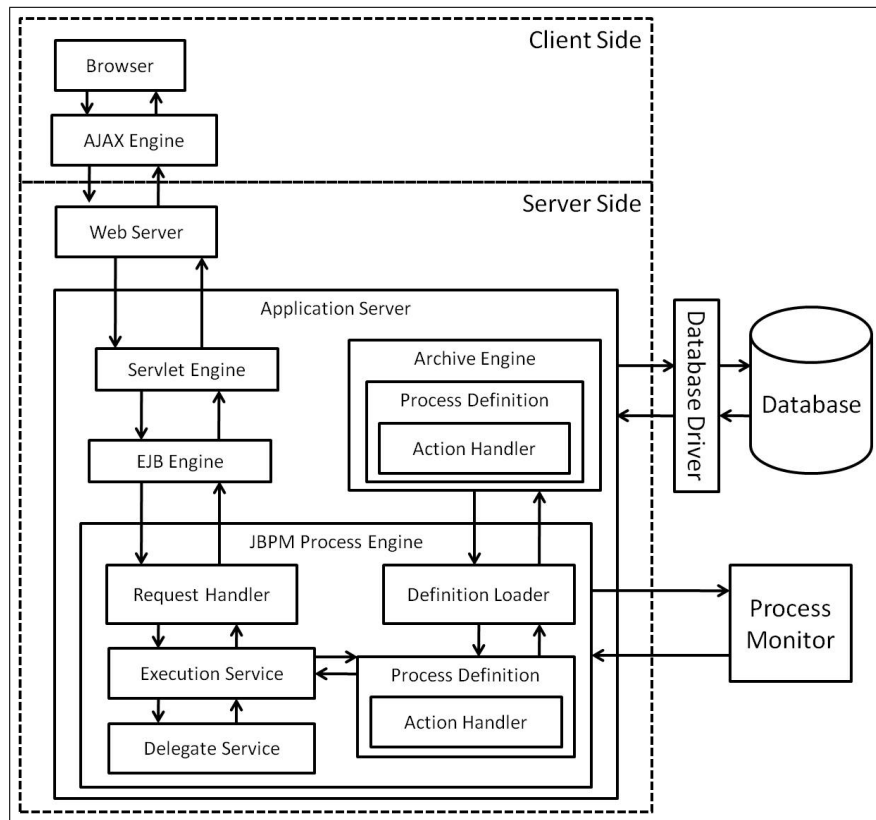 Client Side
Browser
AJAX Engine
Server Side
Web Server
Application Server
Servlet Engine
EJB Engine
Archive Engine
Process Definition
Action Handler
Database Driver
Database
JBPM Process Engine
Request Handler
Execution Service
Delegate Service
Definition Loader
Process Definition
Action Handler
Process
Monitor